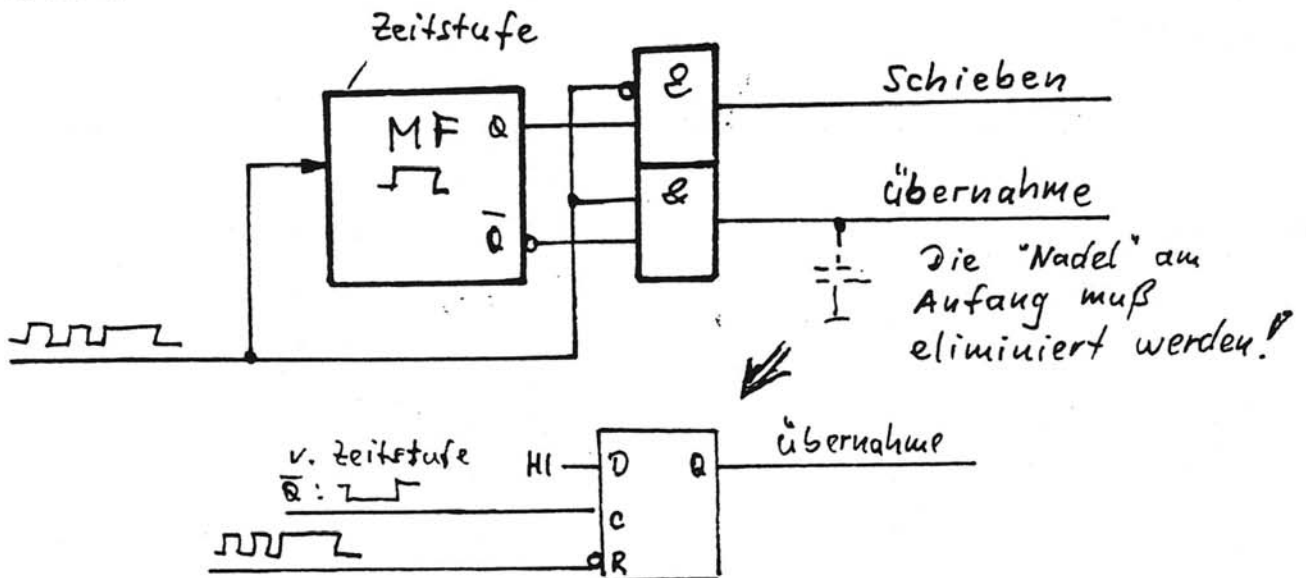 Zeitstufe
MF
Q
Q̅
&
Schieben
&
Übernahme
Die "Nadel" am
Anfang muß
eliminiert werden!
v. Zeitstufe
Q̅:
HI
D
Q
C
R
Übernahme